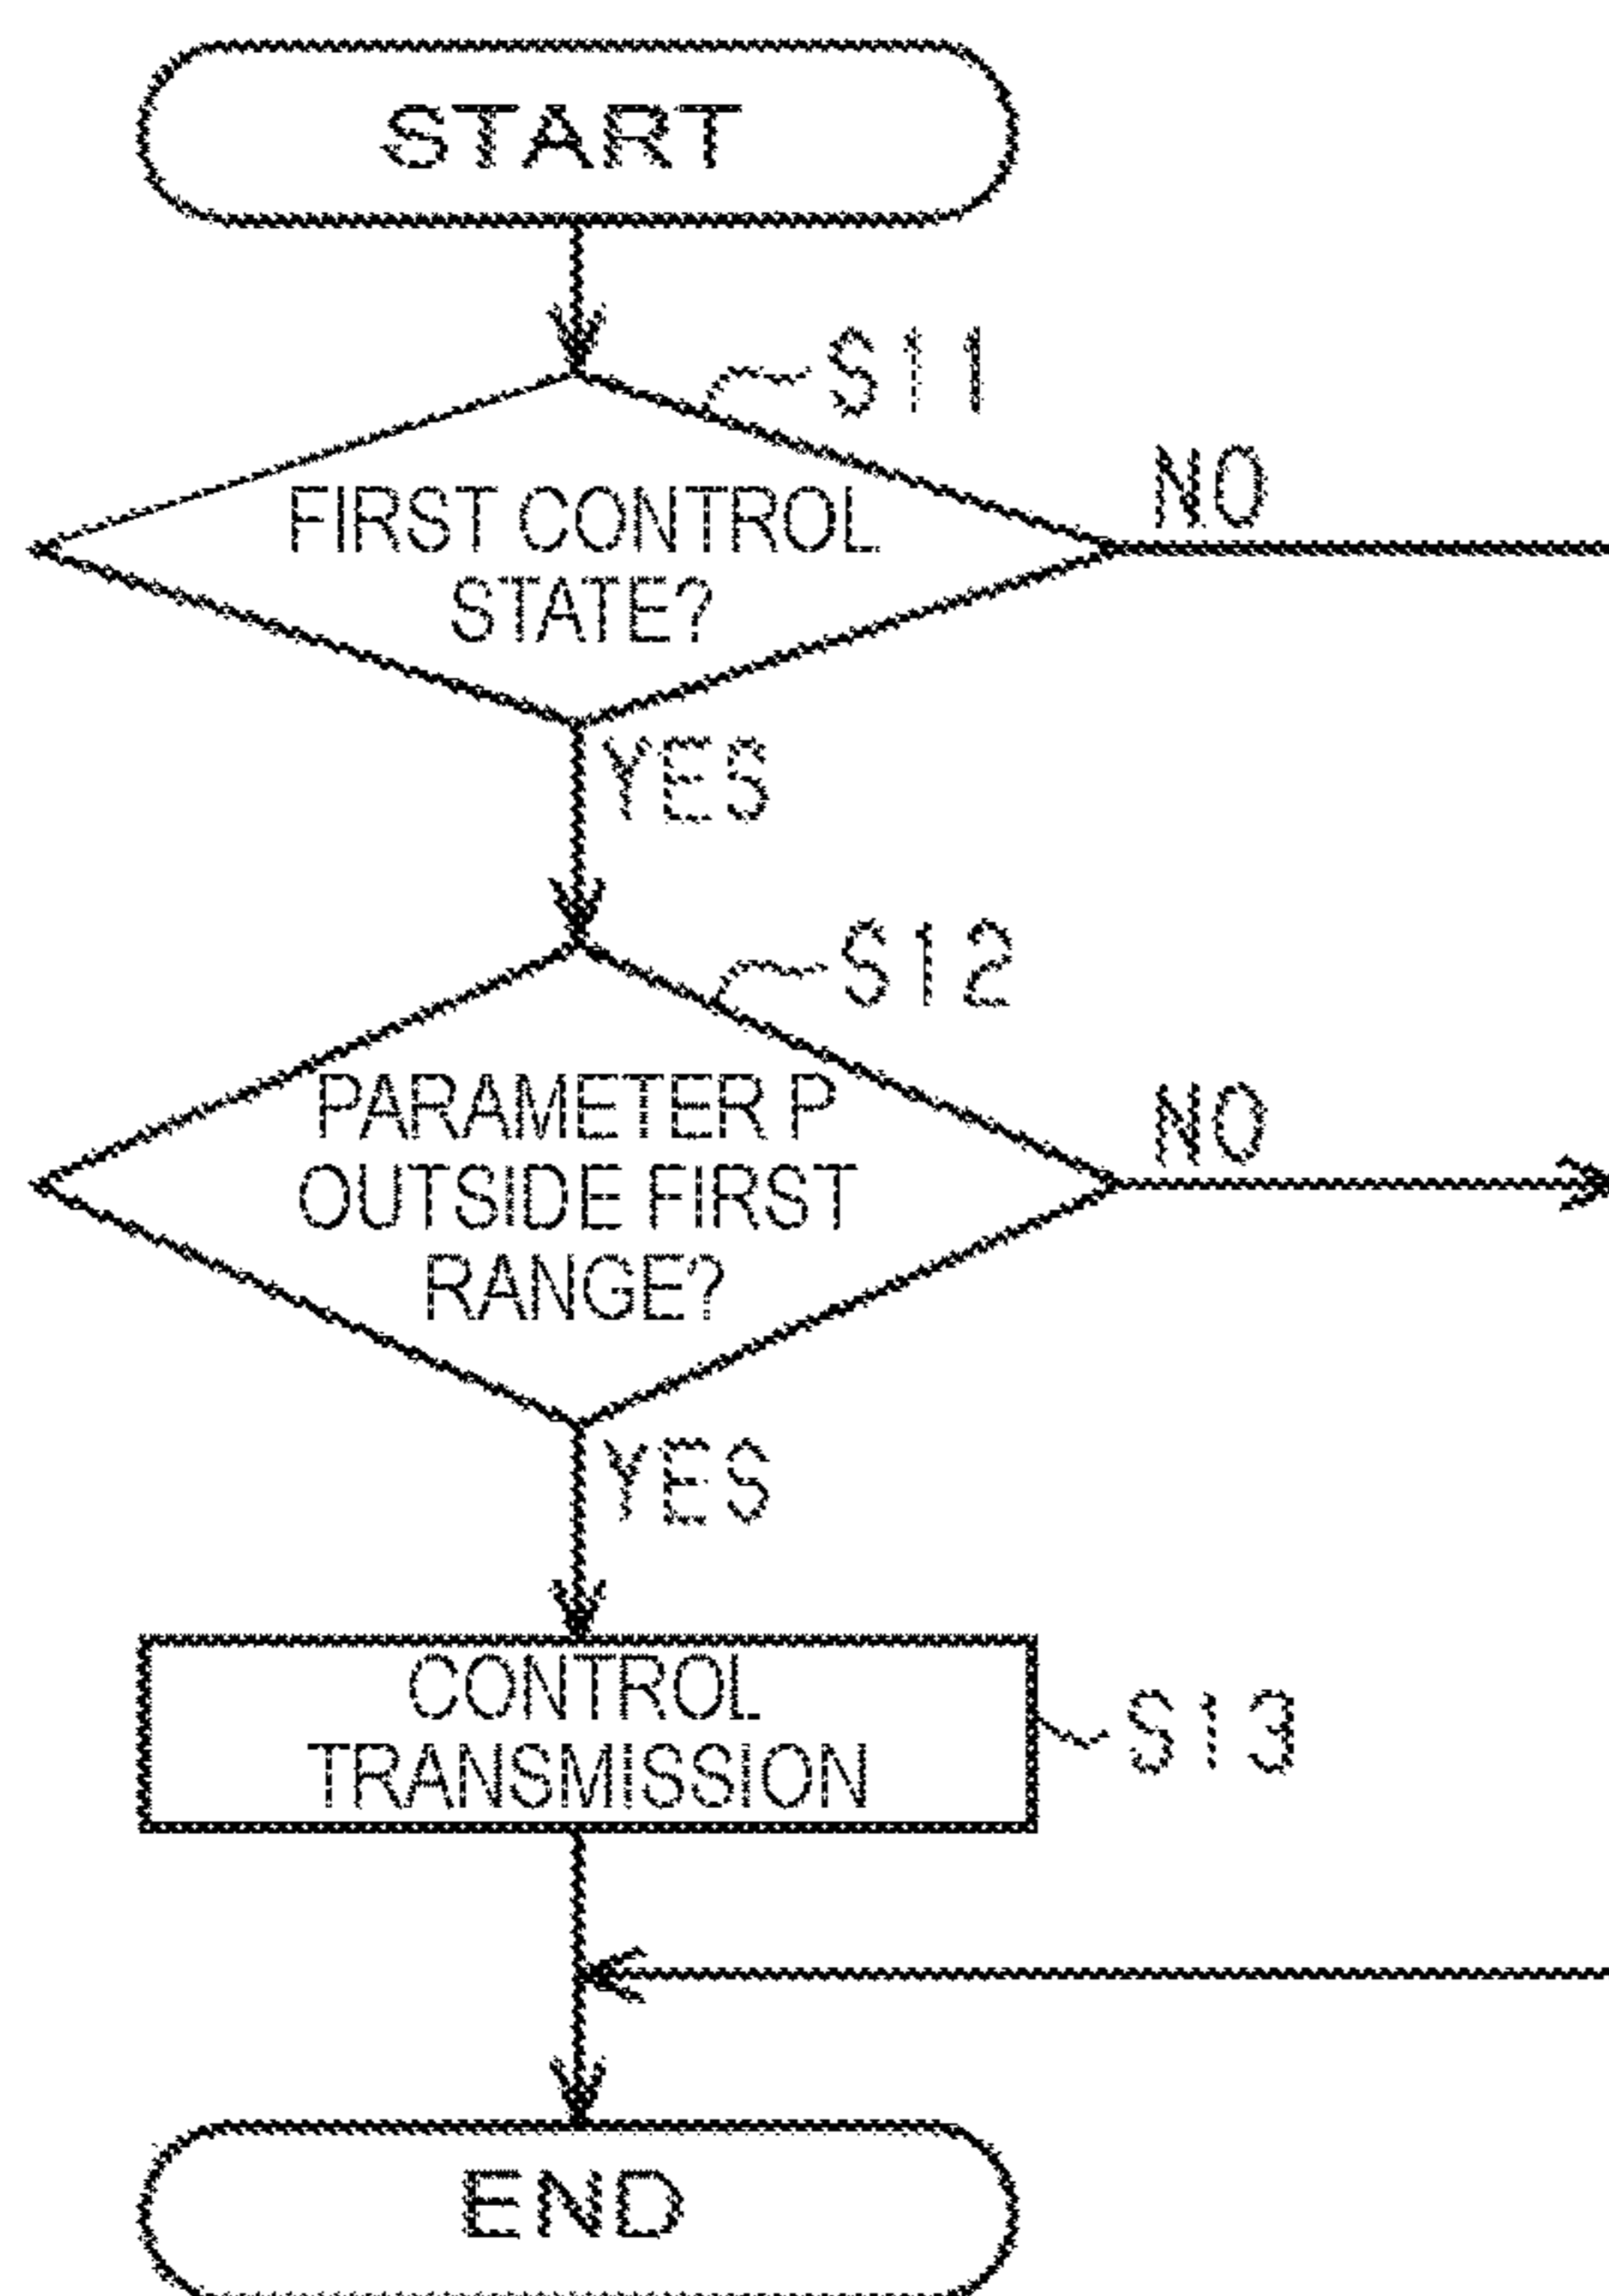 START
S11
FIRST CONTROL
STATE?
NO
YES
S12
PARAMETER P
OUTSIDE FIRST
RANGE?
NO
YES
CONTROL
TRANSMISSION
S13
END